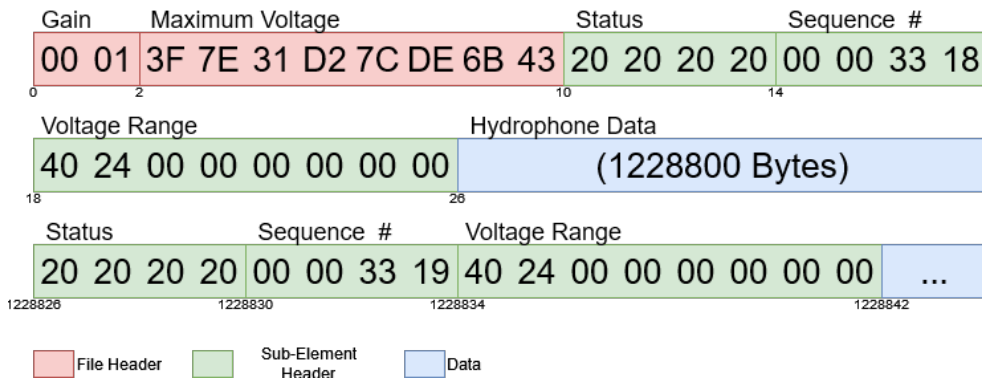 Gain Maximum Voltage Status Sequence #
00 01 3F 7E 31 D2 7C DE 6B 43 20 20 20 20 00 00 33 18
0 2 10 14
Voltage Range Hydrophone Data
40 24 00 00 00 00 00 00 (1228800 Bytes)
18 26
Status Sequence # Voltage Range
20 20 20 20 00 00 33 19 40 24 00 00 00 00 00 00 ...
1228826 1228830 1228834 1228842
File Header Sub-Element Header Data